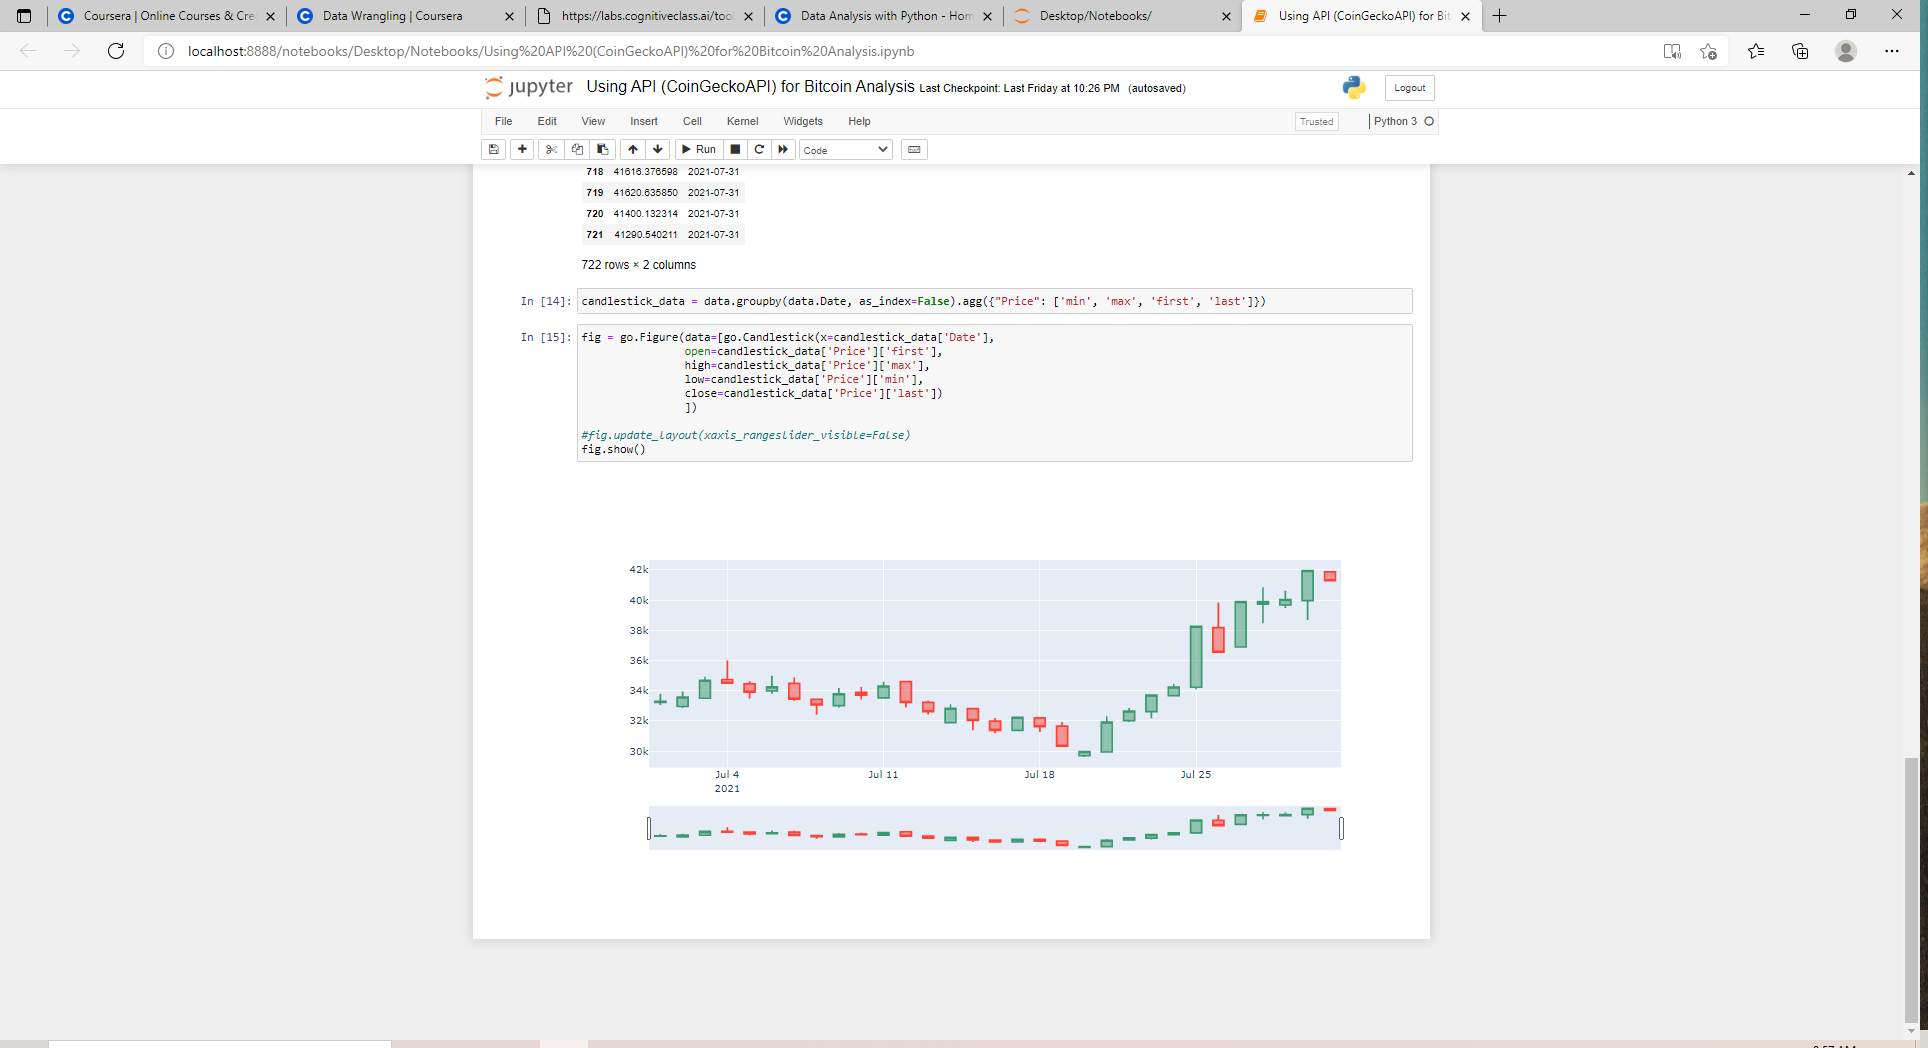 Coursera | Online Courses & Cre
Data Wrangling | Coursera
https://labs.cognitiveclass.ai/tool
Data Analysis with Python - Hom
Desktop/Notebooks/
Using API (CoinGeckoAPI) for Bit
localhost:8888/notebooks/Desktop/Notebooks/Using%20API%20(CoinGeckoAPI)%20for%20Bitcoin%20Analysis.ipynb
jupyter Using API (CoinGeckoAPI) for Bitcoin Analysis Last Checkpoint: Last Friday at 10:26 PM (autosaved)
Logout
File Edit View Insert Cell Kernel Widgets Help
Trusted
Python 3
Run
Code
718 41616.376598 2021-07-31
719 41620.635850 2021-07-31
720 41400.132314 2021-07-31
721 41290.540211 2021-07-31
722 rows × 2 columns
In [14]: candlestick_data = data.groupby(data.Date, as_index=False).agg({"Price": ['min', 'max', 'first', 'last']})
In [15]: fig = go.Figure(data=[go.Candlestick(x=candlestick_data['Date'],
open=candlestick_data['Price']['first'],
high=candlestick_data['Price']['max'],
low=candlestick_data['Price']['min'],
close=candlestick_data['Price']['last'])
])
#fig.update_layout(xaxis_rangeslider_visible=False)
fig.show()
42k
40k
38k
36k
34k
32k
30k
Jul 4 Jul 11 Jul 18 Jul 25
2021